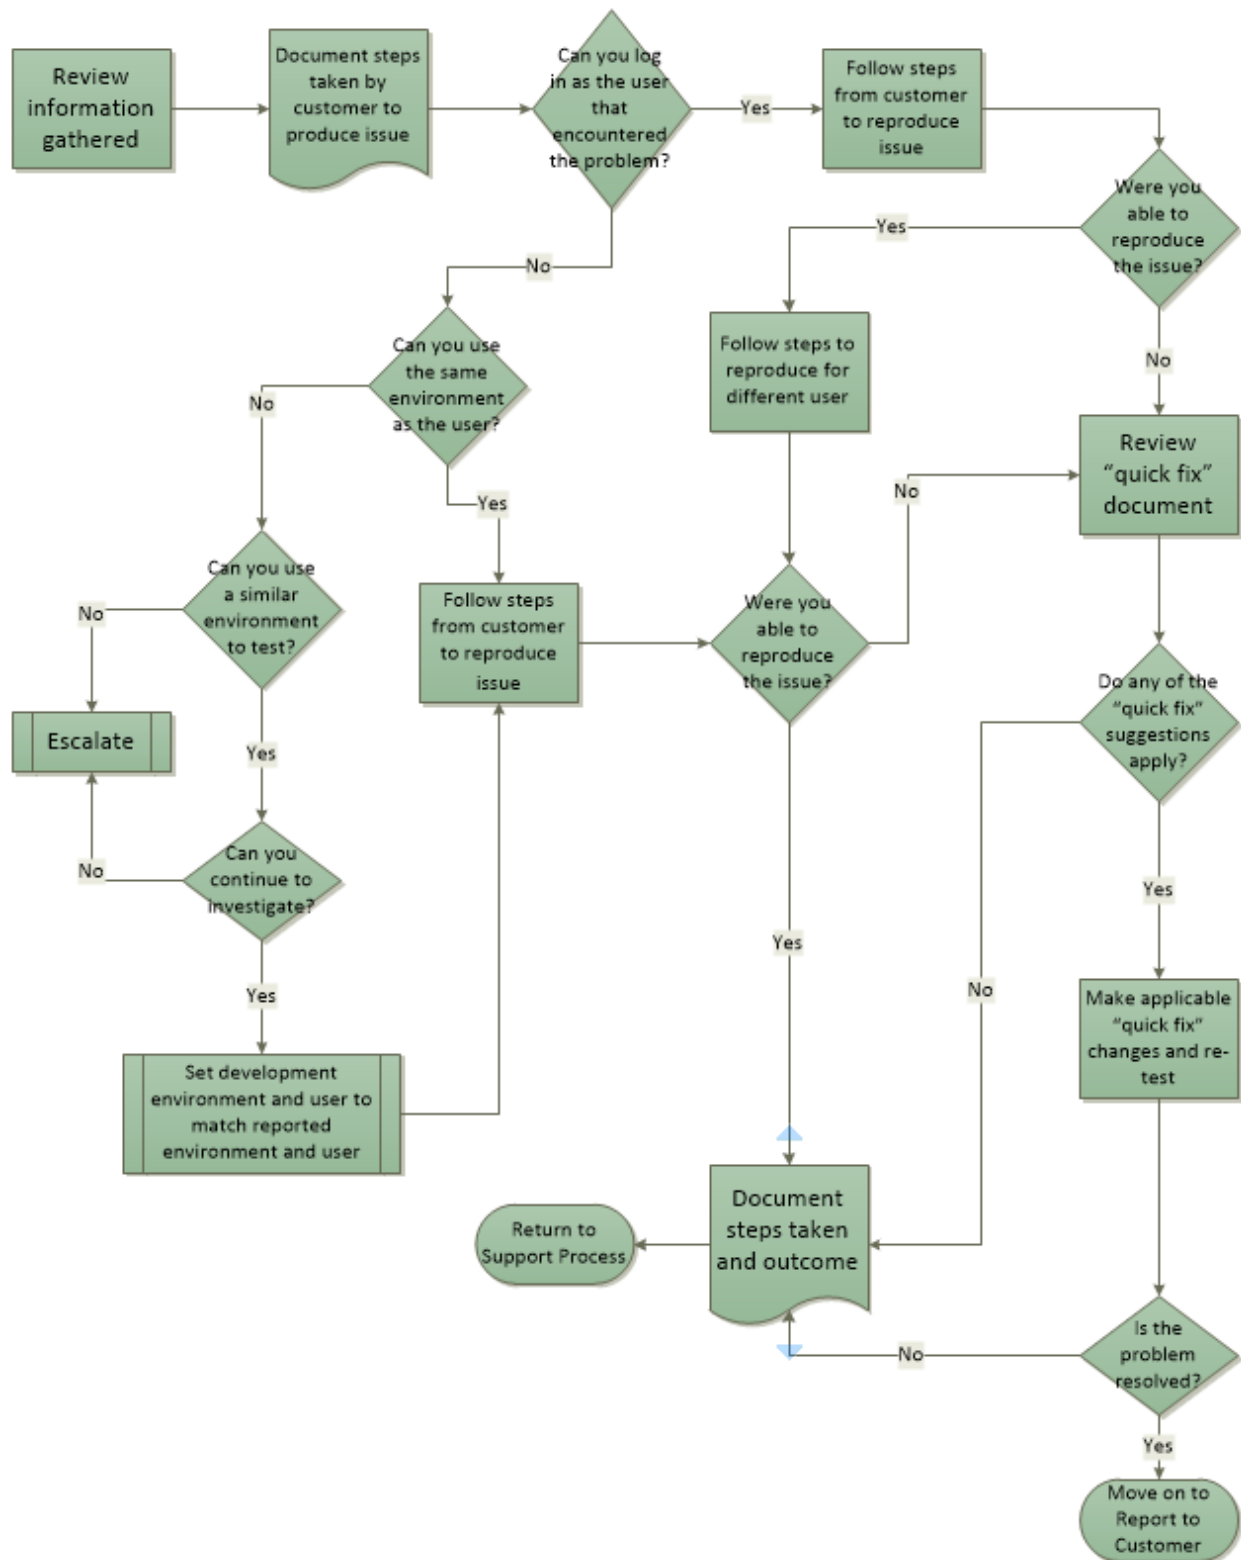 Review
information
gathered
Document steps
taken by
customer to
produce issue
Can you log
in as the user
that
encountered
the problem?
Yes
Follow steps
from customer
to reproduce
issue
Were you
able to
reproduce
the issue?
Yes
No
No
Can you use
the same
environment
as the user?
Follow steps to
reproduce for
different user
No
Yes
Review
“quick fix”
document
No
Can you use
a similar
environment
to test?
No
Follow steps
from customer
to reproduce
issue
Were you
able to
reproduce
the issue?
Do any of the
“quick fix”
suggestions
apply?
Escalate
Yes
Can you
continue to
investigate?
No
Yes
Yes
No
Yes
Make applicable
“quick fix”
changes and re-
test
Set development
environment and user to
match reported
environment and user
Document
steps taken
and outcome
Return to
Support Process
Is the
problem
resolved?
No
Yes
Move on to
Report to
Customer